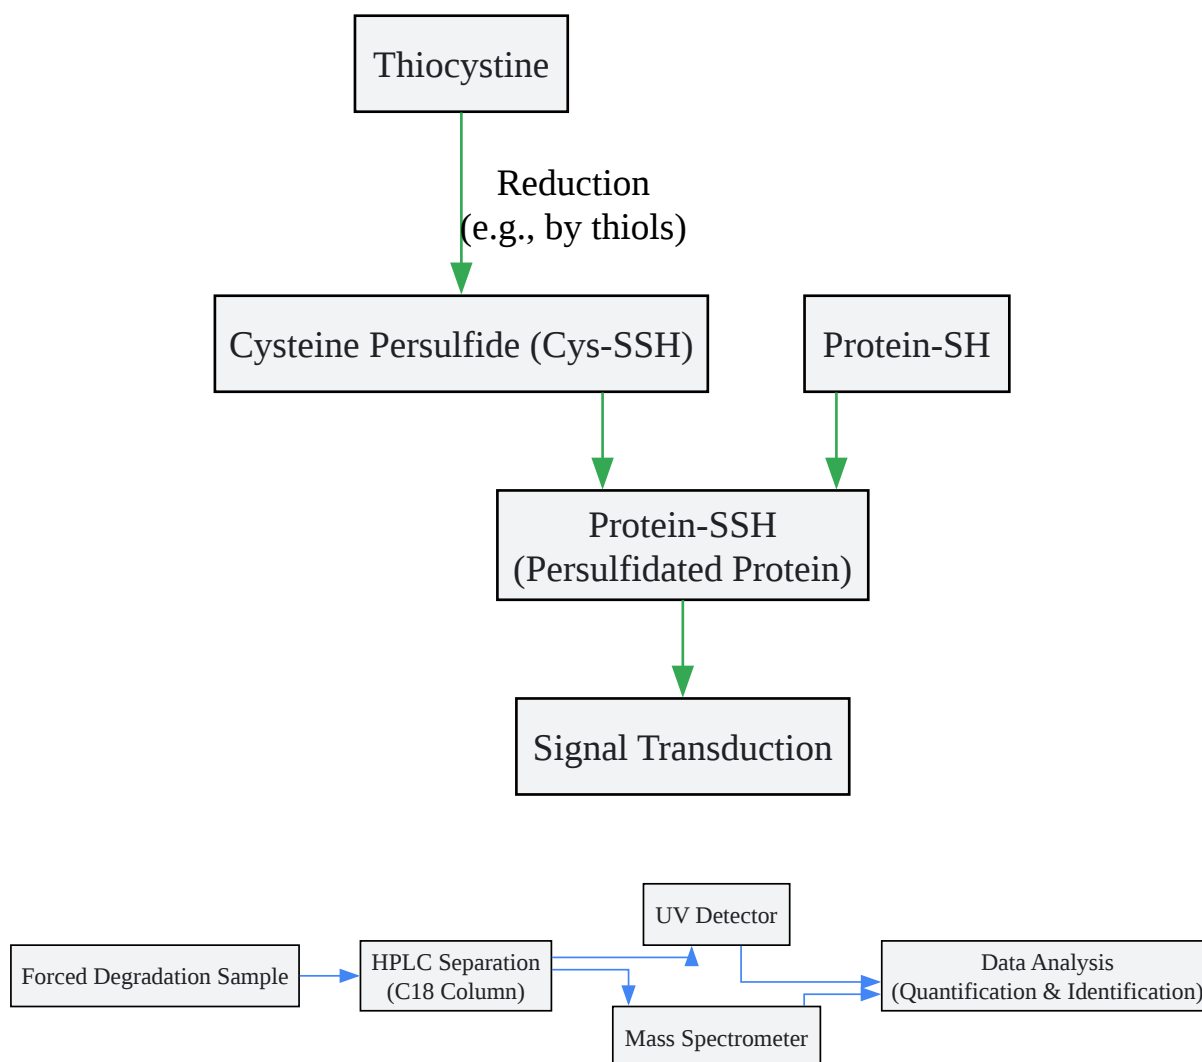 Thiocystine
Reduction
(e.g., by thiols)
Cysteine Persulfide (Cys-SSH)
Protein-SH
Protein-SSH
(Persulfidated Protein)
Signal Transduction
UV Detector
Forced Degradation Sample
HPLC Separation
(C18 Column)
Data Analysis
(Quantification & Identification)
Mass Spectrometer